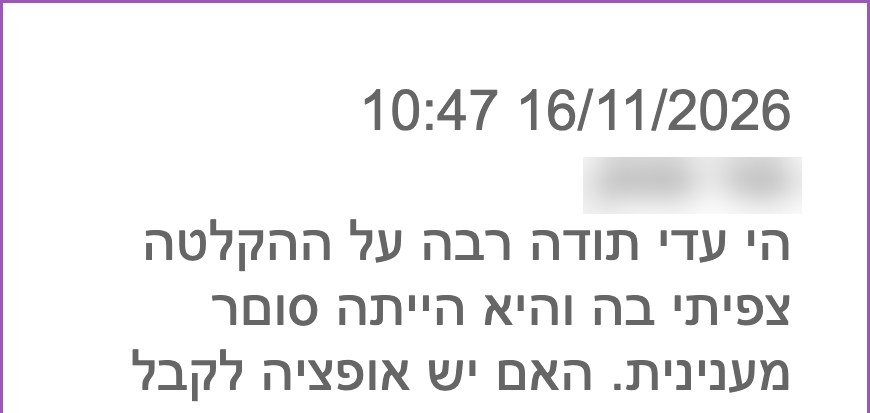 10:47 16/11/2026
הי עדי תודה רבה על ההקלטה
צפיתי בה והיא הייתה סוםר
מענינית. האם יש אופציה לקבל